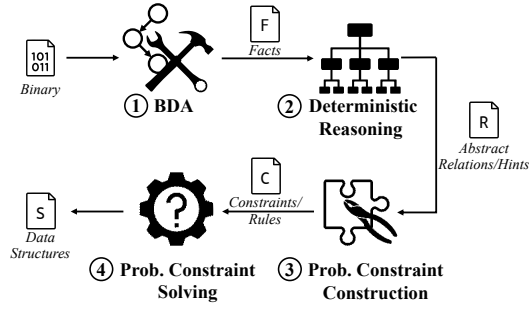 F
Facts
101
011
Binary
① BDA
② Deterministic
Reasoning
R
Abstract
Relations/Hints
C
Constraints/
Rules
S
Data
Structures
?
④ Prob. Constraint
Solving
③ Prob. Constraint
Construction